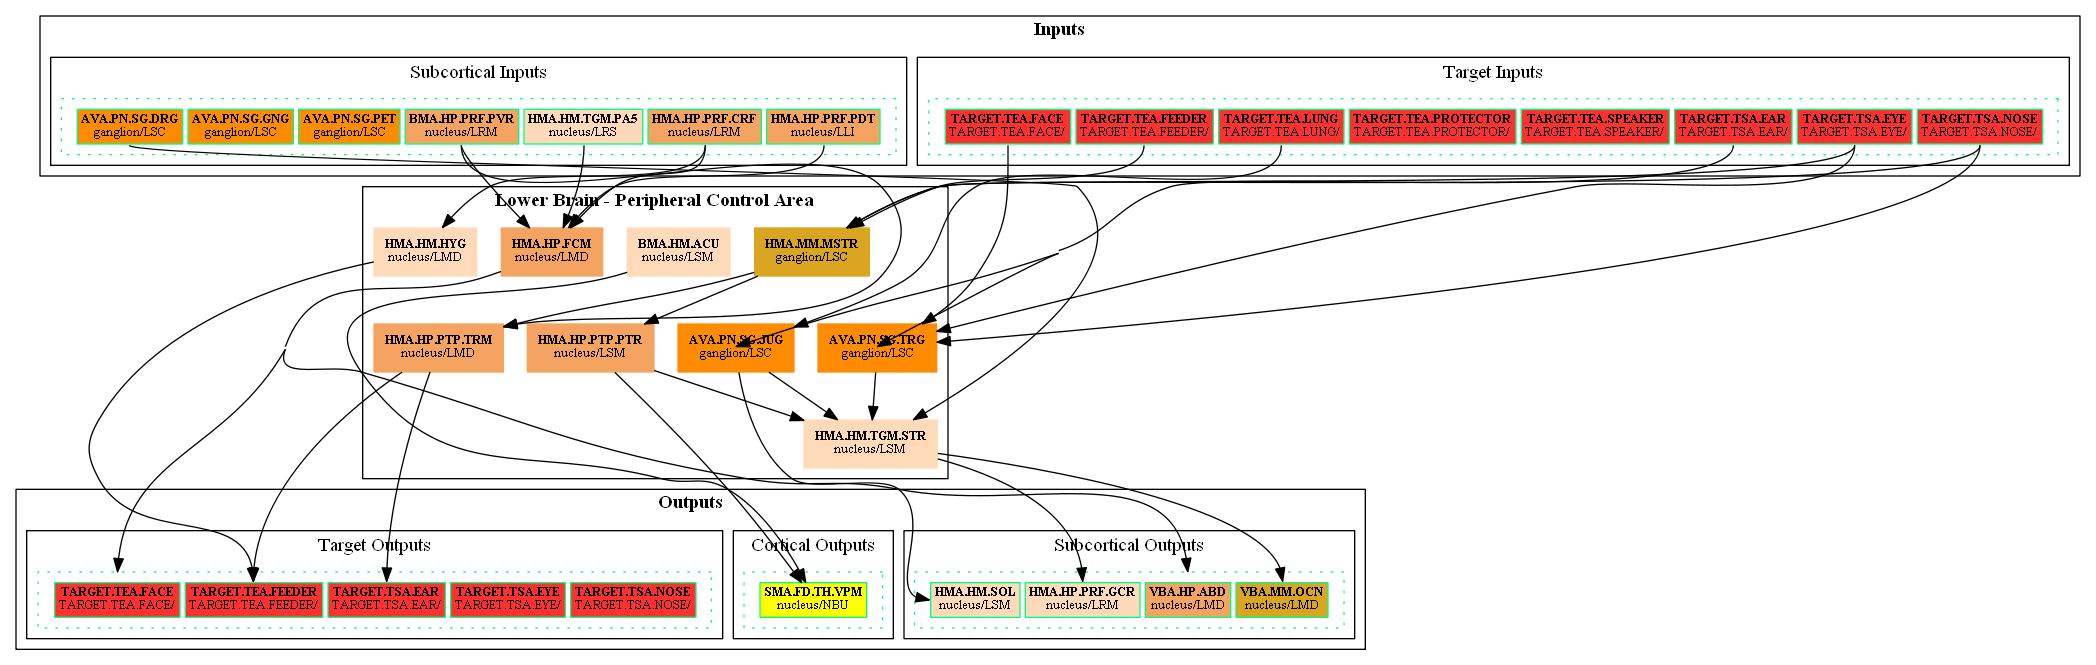 Inputs
Subcortical Inputs
Target Inputs
AVA.PN.SG.DRG
ganglion/LSC
AVA.PN.SG.GNG
ganglion/LSC
AVA.PN.SG.PET
ganglion/LSC
BMA.HP.PRF.PVR
nucleus/LRM
HMA.HM.TGM.PA5
nucleus/LRS
HMA.HP.PRF.CRF
nucleus/LRM
HMA.HP.PRF.PDT
nucleus/LLI
TARGET.TEA.FACE
TARGET.TEA.FACE/
TARGET.TEA.FEEDER
TARGET.TEA.FEEDER/
TARGET.TEA.LUNG
TARGET.TEA.LUNG/
TARGET.TEA.PROTECTOR
TARGET.TEA.PROTECTOR/
TARGET.TEA.SPEAKER
TARGET.TEA.SPEAKER/
TARGET.TSA.EAR
TARGET.TSA.EAR/
TARGET.TSA.EYE
TARGET.TSA.EYE/
TARGET.TSA.NOSE
TARGET.TSA.NOSE/
Lower Brain - Peripheral Control Area
HMA.HM.HYG
nucleus/LMD
HMA.HP.FCM
nucleus/LMD
BMA.HM.ACU
nucleus/LSM
HMA.MM.MSTR
ganglion/LSC
HMA.HP.PTP.TRM
nucleus/LMD
HMA.HP.PTP.PTR
nucleus/LSM
AVA.PN.SG.JUG
ganglion/LSC
AVA.PN.SG.TRG
ganglion/LSC
HMA.HM.TGM.STR
nucleus/LSM
Outputs
Target Outputs
Cortical Outputs
Subcortical Outputs
TARGET.TEA.FACE
TARGET.TEA.FACE/
TARGET.TEA.FEEDER
TARGET.TEA.FEEDER/
TARGET.TSA.EAR
TARGET.TSA.EAR/
TARGET.TSA.EYE
TARGET.TSA.EYE/
TARGET.TSA.NOSE
TARGET.TSA.NOSE/
SMA.FD.TH.VPM
nucleus/NBU
HMA.HM.SOL
nucleus/LSM
HMA.HP.PRF.GCR
nucleus/LRM
VBA.HP.ABD
nucleus/LMD
VBA.MM.OCN
nucleus/LMD